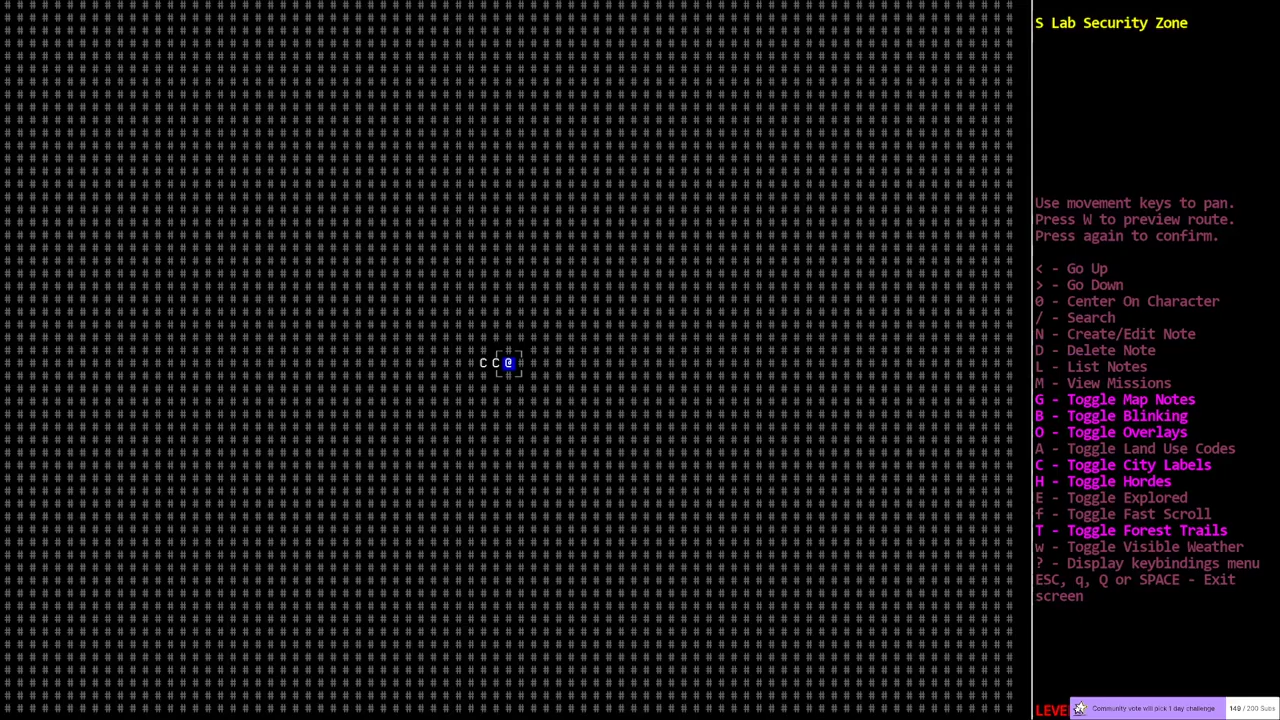 S Lab Security Zone
Use movement keys to pan.
Press W to preview route.
Press again to confirm.
< - Go Up
> - Go Down
0 - Center On Character
/ - Search
N - Create/Edit Note
D - Delete Note
L - List Notes
M - View Missions
G - Toggle Map Notes
B - Toggle Blinking
O - Toggle Overlays
A - Toggle Land Use Codes
C - Toggle City Labels
H - Toggle Hordes
E - Toggle Explored
f - Toggle Fast Scroll
T - Toggle Forest Trails
w - Toggle Visible Weather
? - Display keybindings menu
ESC, q, Q or SPACE - Exit
screen
C C @
LEVE
Community vote will pick 1 day challenge
149 / 200 Subs